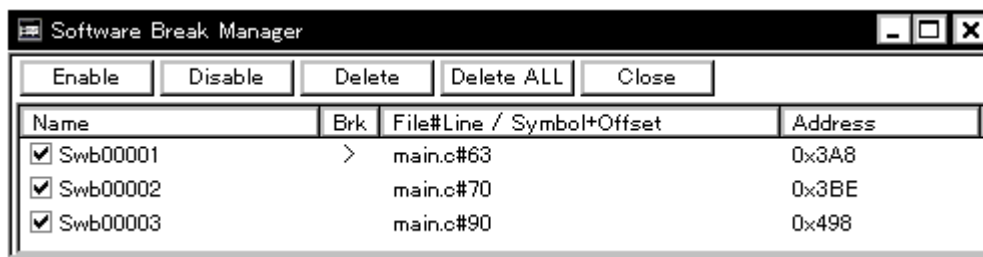 Software Break Manager
Enable Disable Delete Delete ALL Close
Name Brk File#Line / Symbol+Offset Address
Swb00001 > main.c#63 0x3A8
Swb00002 main.c#70 0x3BE
Swb00003 main.c#90 0x498